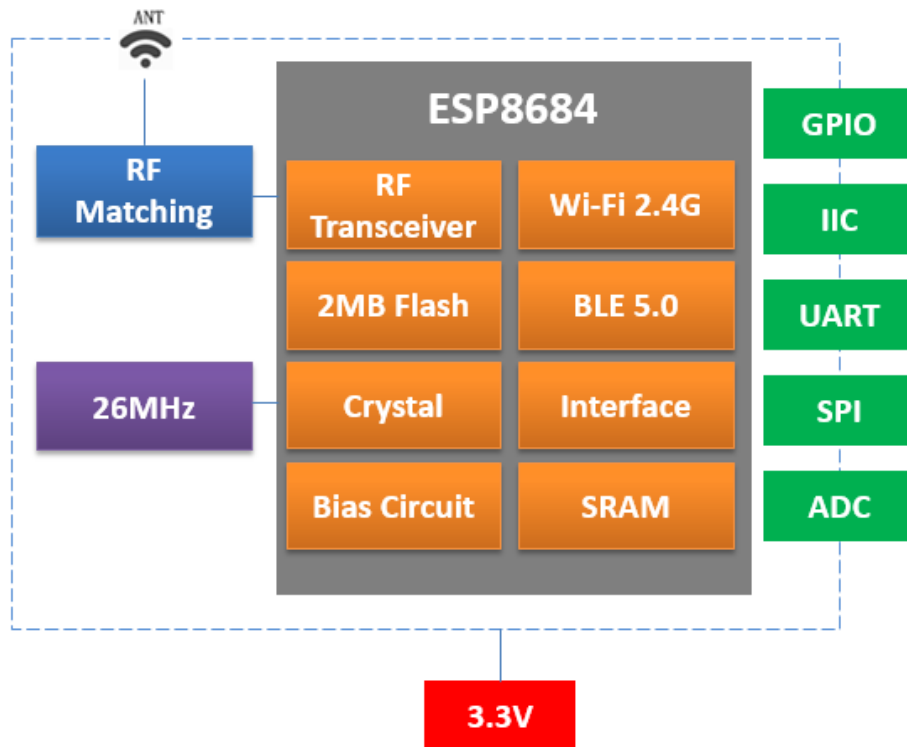 ANT
ESP8684
RF
Matching
RF
Transceiver
Wi-Fi 2.4G
2MB Flash
BLE 5.0
26MHz
Crystal
Interface
Bias Circuit
SRAM
GPIO
IIC
UART
SPI
ADC
3.3V